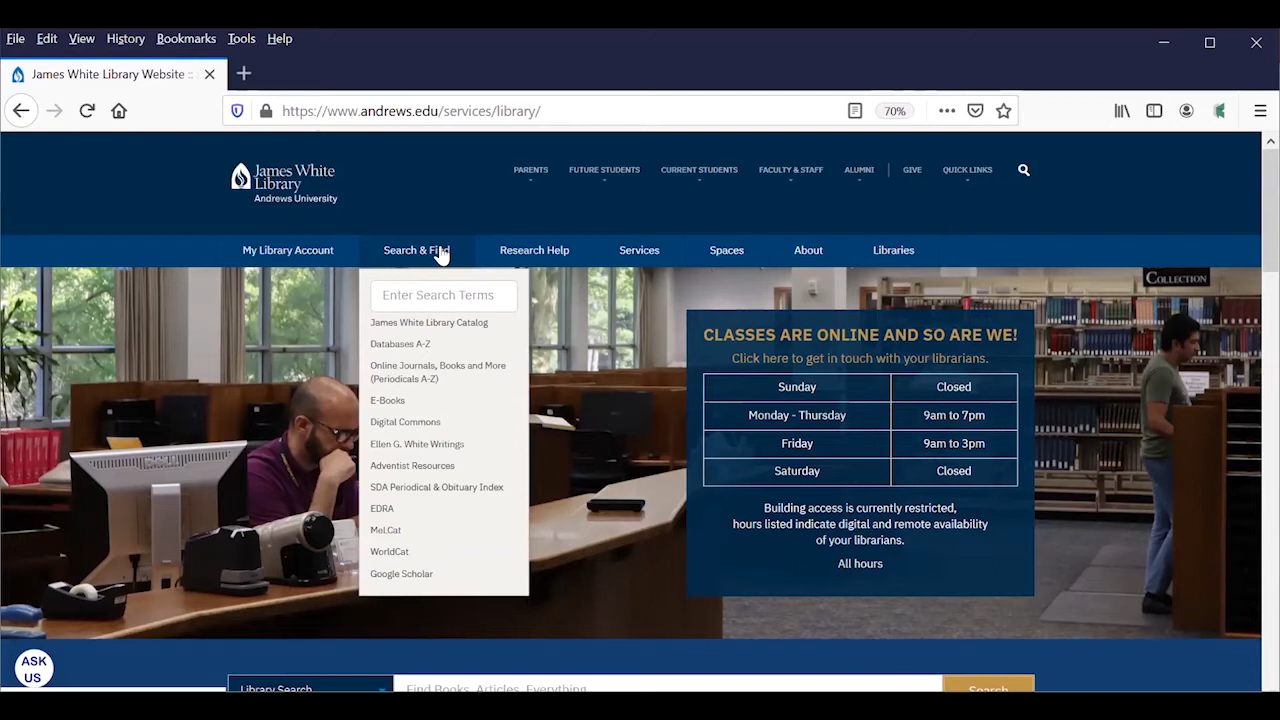 File Edit View History Bookmarks Tools Help
James White Library Website ::
https://www.andrews.edu/services/library/
70%
James White
Library
Andrews University
PARENTS FUTURE STUDENTS CURRENT STUDENTS FACULTY & STAFF ALUMNI GIVE QUICK LINKS
My Library Account Search & Find Research Help Services Spaces About Libraries
Enter Search Terms
James White Library Catalog
Databases A-Z
Online Journals, Books and More
(Periodicals A-Z)
E-Books
Digital Commons
Ellen G. White Writings
Adventist Resources
SDA Periodical & Obituary Index
EDRA
MeLCat
WorldCat
Google Scholar
COLLECTION
CLASSES ARE ONLINE AND SO ARE WE!
Click here to get in touch with your librarians.
Sunday Closed
Monday - Thursday 9am to 7pm
Friday 9am to 3pm
Saturday Closed
Building access is currently restricted,
hours listed indicate digital and remote availability
of your librarians.
All hours
ASK
US
Library Search Find Books, Articles, Everything Search